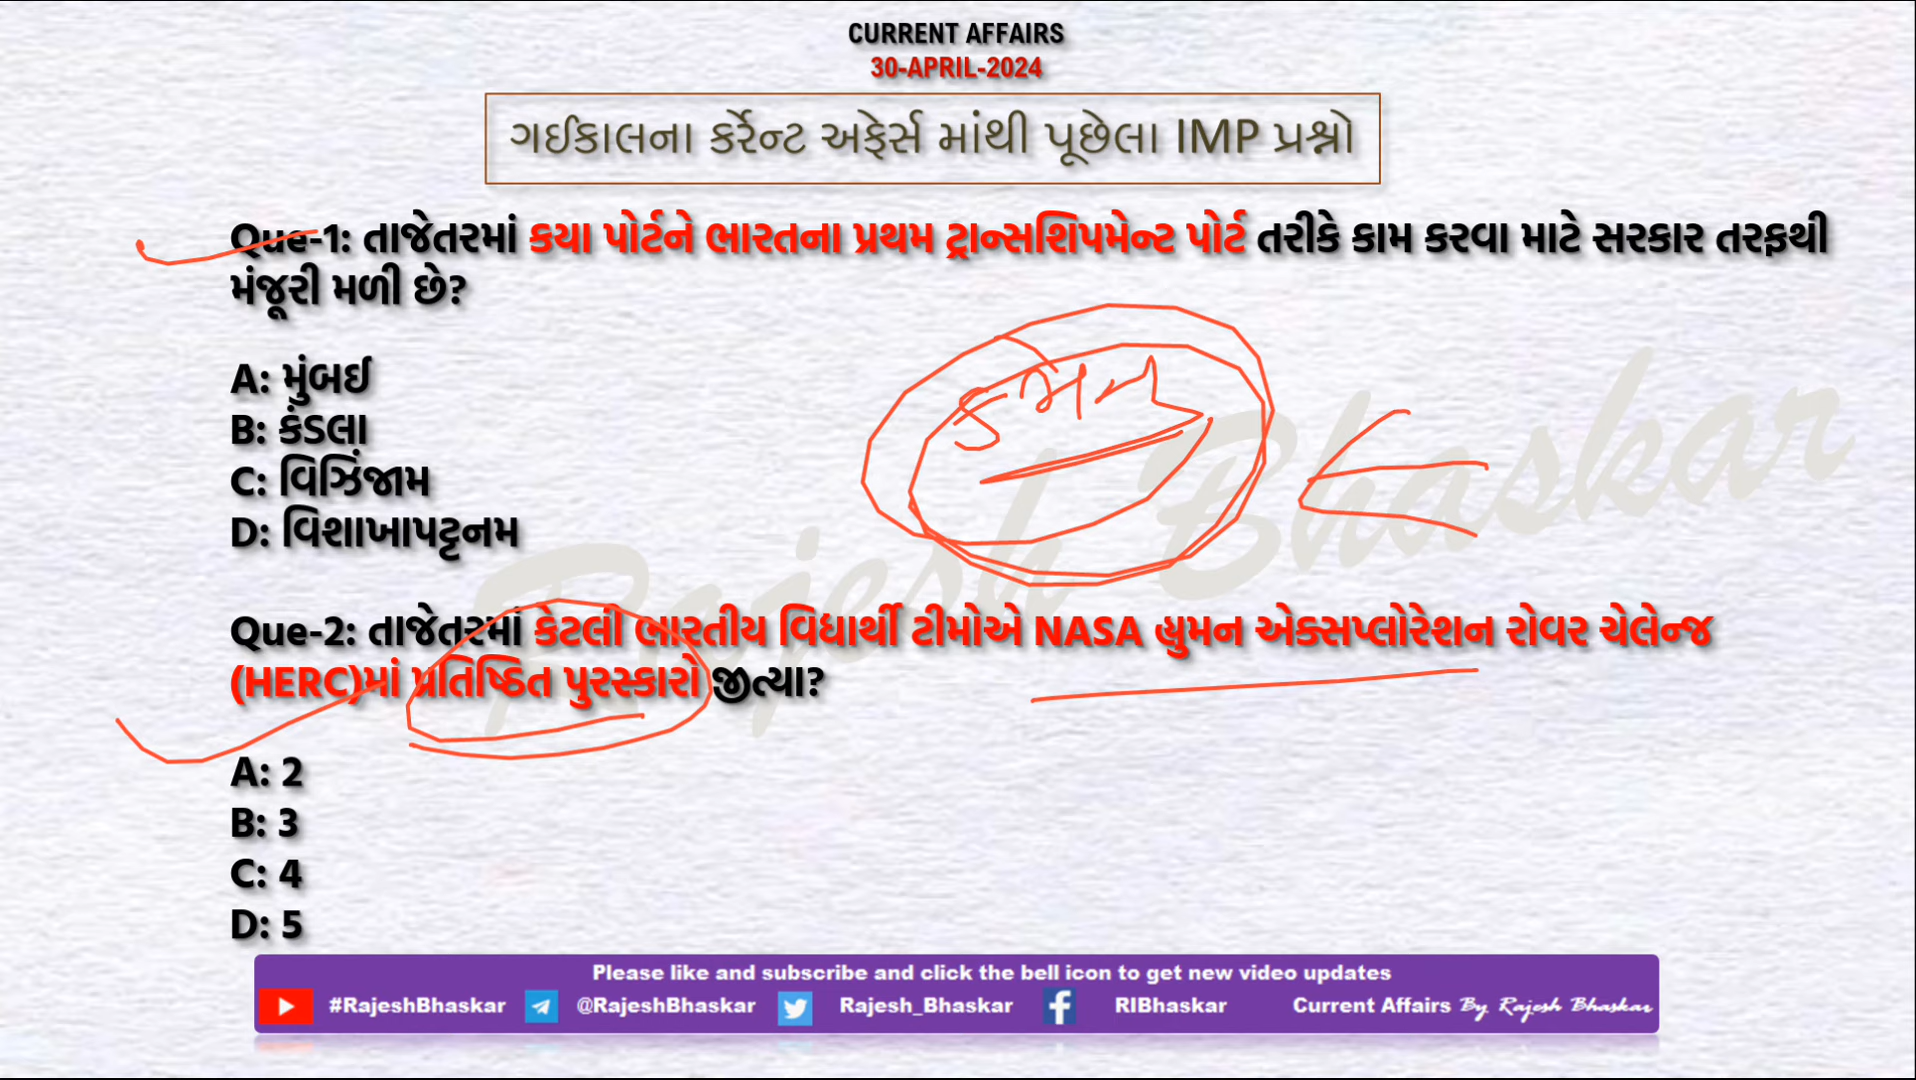 CURRENT AFFAIRS
30-APRIL-2024
ગઈકાલના કરેન્ટ અફેર્સ માંથી પૂછેલા IMP પ્રશ્નો
Que-1: તાજેતરમાં કયા પોર્ટને ભારતના પ્રથમ ટ્રાન્સશિપમેન્ટ પોર્ટ તરીકે કામ કરવા માટે સરકાર તરફથી
મંજૂરી મળી છે?
A: મુંબઈ
B: કંડલા
C: વિઝિંજામ
D: વિશાખાપટ્ટનમ
Que-2: તાજેતરમાં કેટલી ભારતીય વિદ્યાર્થી ટીમોએ NASA હ્યુમન એક્સપ્લોરેશન રોવર ચેલેન્જ
(HERC)માં પ્રતિષ્ઠિત પુરસ્કારો જીત્યા?
A: 2
B: 3
C: 4
D: 5
Rajesh Bhaskar
Please like and subscribe and click the bell icon to get new video updates
#RajeshBhaskar @RajeshBhaskar Rajesh_Bhaskar RIBhaskar Current Affairs By Rajesh Bhaskar